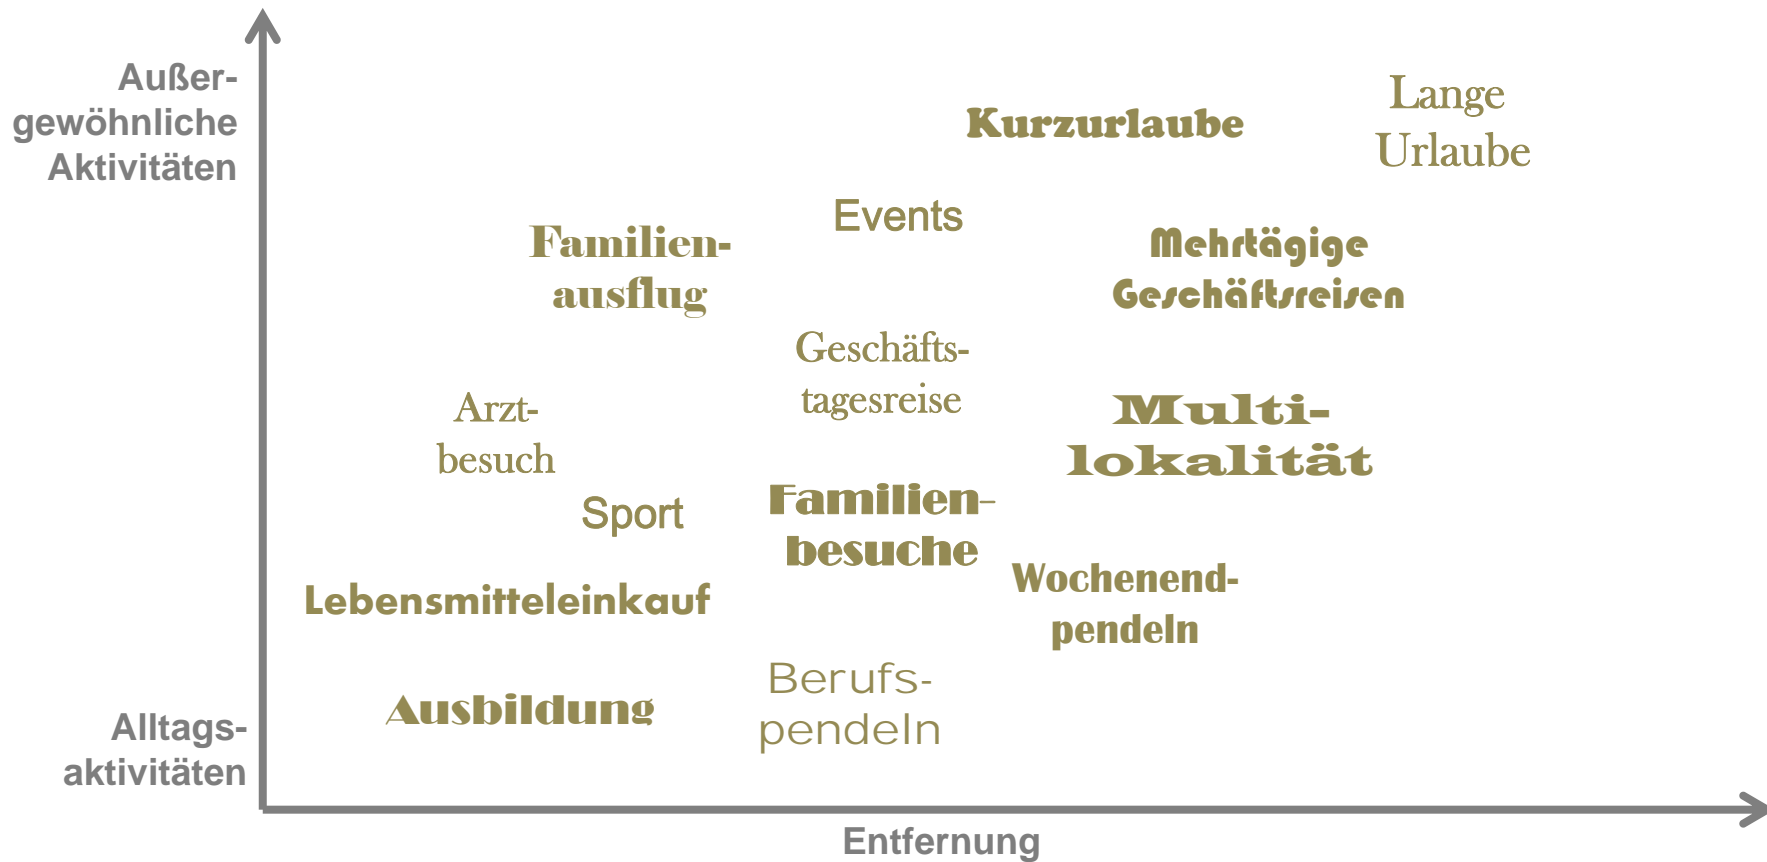 Außer-
gewöhnliche
Aktivitäten
Kurzurlaube
Lange
Urlaube
Events
Familien-
ausflug
Mehrtägige
Geschäftsreisen
Geschäfts-
tagesreise
Arzt-
besuch
Multi-
lokalität
Sport
Familien-
besuche
Lebensmitteleinkauf
Wochenend-
pendeln
Ausbildung
Berufs-
pendeln
Alltags-
aktivitäten
Entfernung